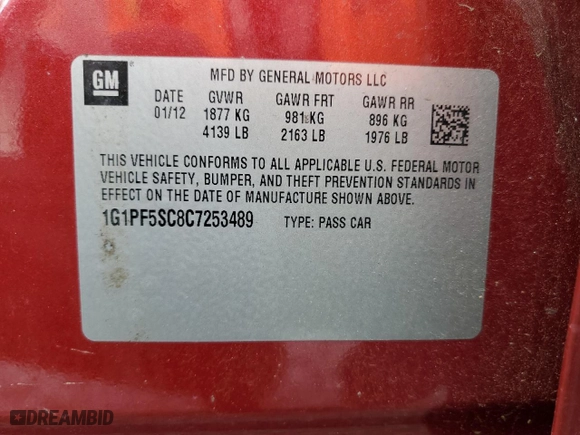 GM
MFD BY GENERAL MOTORS LLC
DATE GVWR GAWR FRT GAWR RR
01/12 1877 KG 981 KG 896 KG
4139 LB 2163 LB 1976 LB
THIS VEHICLE CONFORMS TO ALL APPLICABLE U.S. FEDERAL MOTOR
VEHICLE SAFETY, BUMPER, AND THEFT PREVENTION STANDARDS IN
EFFECT ON THE DATE OF MANUFACTURE SHOWN ABOVE.
1G1PF5SC8C7253489 TYPE: PASS CAR
DREAMBID